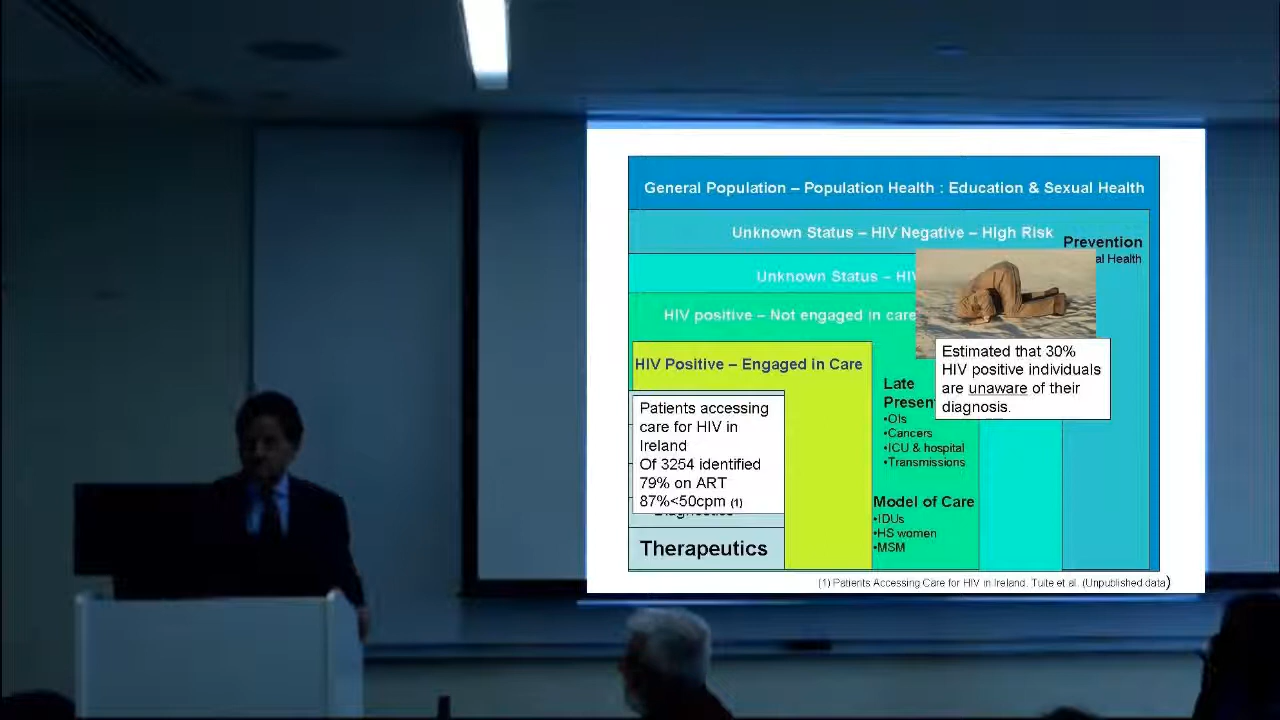 General Population – Population Health : Education & Sexual Health
Unknown Status – HIV Negative – High Risk
Prevention
al Health
Unknown Status – HIV
HIV positive – Not engaged in care
HIV Positive – Engaged in Care
Estimated that 30%
HIV positive individuals
are unaware of their
diagnosis.
Late
Presen
•OIs
•Cancers
•ICU & hospital
•Transmissions
Patients accessing
care for HIV in
Ireland
Of 3254 identified
79% on ART
87%<50cpm (1)
Diagnostics
Therapeutics
Model of Care
•IDUs
•HS women
•MSM
(1) Patients Accessing Care for HIV in Ireland. Tuite et al. (Unpublished data)